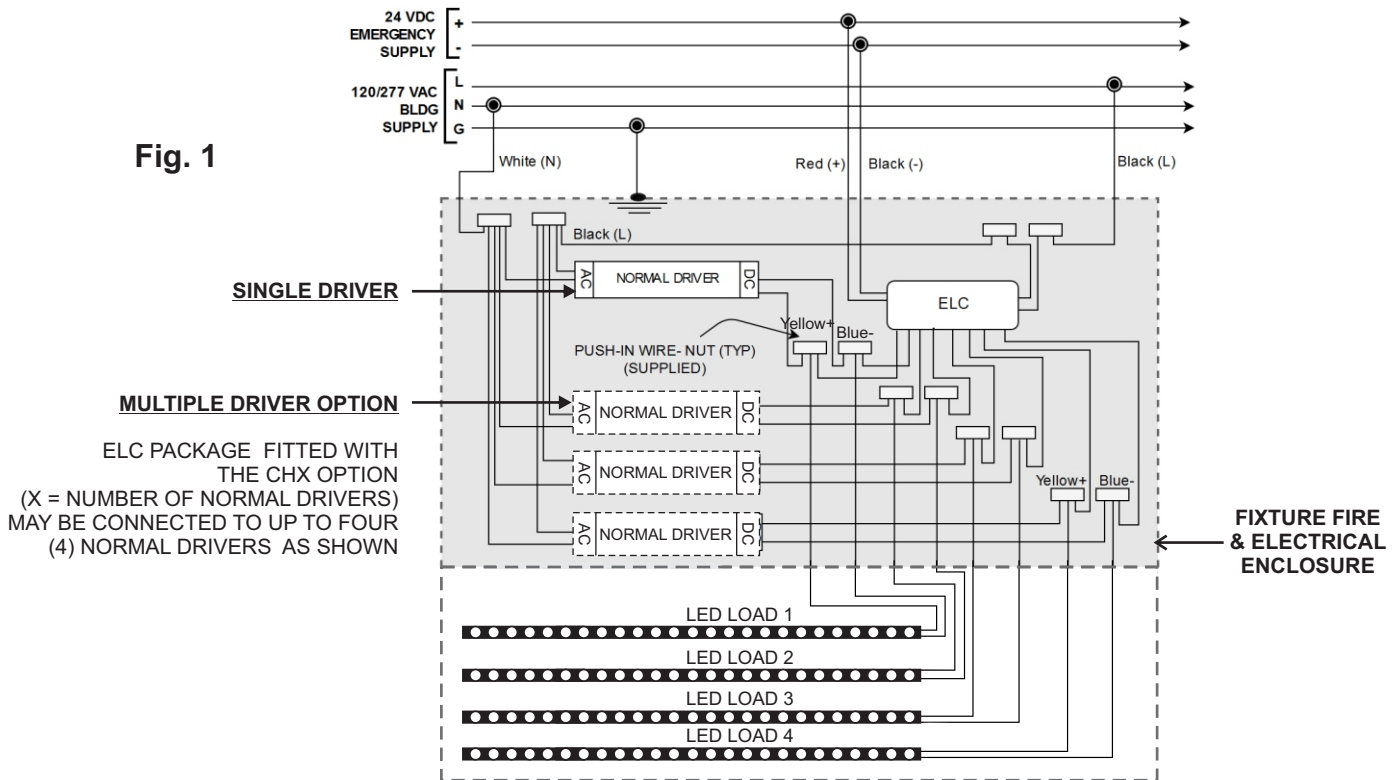 24 VDC
EMERGENCY
SUPPLY
+
-
120/277 VAC
BLDG
SUPPLY
L
N
G
Fig. 1
White (N)
Red (+)
Black (-)
Black (L)
Black (L)
SINGLE DRIVER
AC
NORMAL DRIVER
DC
ELC
Yellow+
Blue-
PUSH-IN WIRE- NUT (TYP)
(SUPPLIED)
MULTIPLE DRIVER OPTION
AC
NORMAL DRIVER
DC
ELC PACKAGE FITTED WITH
THE CHX OPTION
(X = NUMBER OF NORMAL DRIVERS)
MAY BE CONNECTED TO UP TO FOUR
(4) NORMAL DRIVERS AS SHOWN
AC
NORMAL DRIVER
DC
Yellow+
Blue-
AC
NORMAL DRIVER
DC
FIXTURE FIRE
& ELECTRICAL
ENCLOSURE
LED LOAD 1
LED LOAD 2
LED LOAD 3
LED LOAD 4